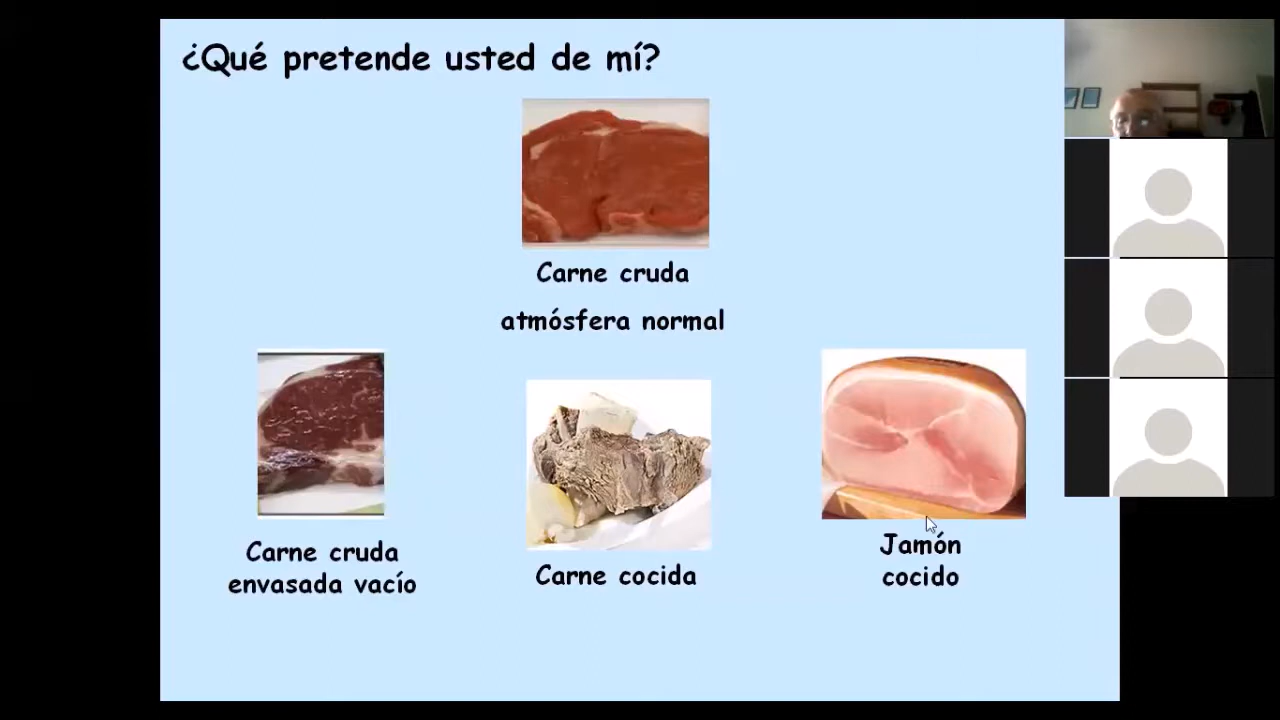 ¿Qué pretende usted de mí?
Carne cruda
atmósfera normal
Carne cruda
envasada vacío
Carne cocida
Jamón
cocido